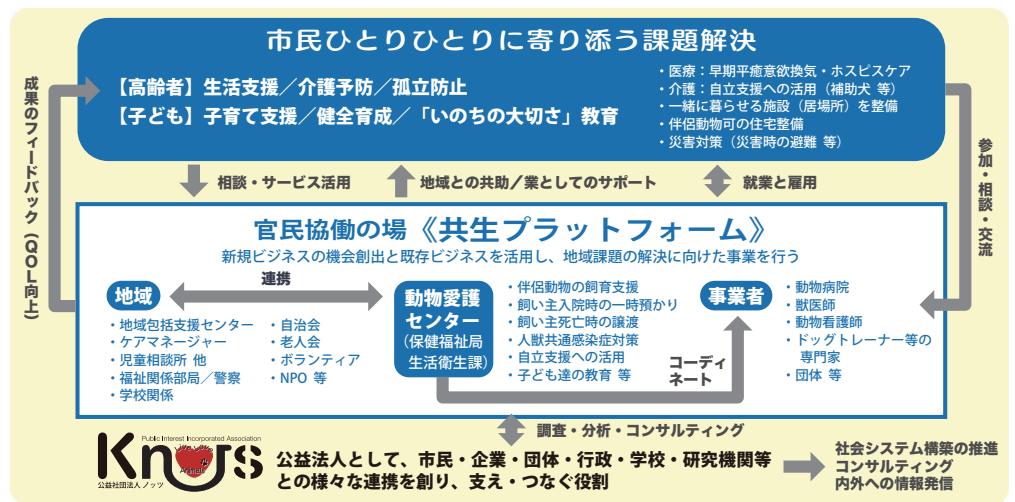 市民ひとりひとりに寄り添う課題解決
【高齢者】生活支援／介護予防／孤立防止
【子ども】子育て支援／健全育成／「いのちの大切さ」教育
・医療：早期平癒意欲換気・ホスピスケア
・介護：自立支援への活用（補助犬 等）
・一緒に暮らせる施設（居場所）を整備
・伴侶動物可の住宅整備
・災害対策（災害時の避難 等）
成果のフィードバック（QOL向上）
参加・相談・交流
相談・サービス活用
地域との共助／業としてのサポート
就業と雇用
官民協働の場《共生プラットフォーム》
新規ビジネスの機会創出と既存ビジネスを活用し、地域課題の解決に向けた事業を行う
地域
連携
・地域包括支援センター
・ケアマネージャー
・児童相談所 他
・福祉関係部局／警察
・学校関係
・自治会
・老人会
・ボランティア
・NPO 等
動物愛護
センター
（保健福祉局
生活衛生課）
・伴侶動物の飼育支援
・飼い主入院時の一時預かり
・飼い主死亡時の譲渡
・人獣共通感染症対策
・自立支援への活用
・子ども達の教育 等
コーディ
ネート
事業者
・動物病院
・獣医師
・動物看護師
・ドッグトレーナー等の
専門家
・団体 等
調査・分析・コンサルティング
Public Interest Incorporated Association
Knots
Animals
公益社団法人 ノッツ
公益法人として、市民・企業・団体・行政・学校・研究機関等
との様々な連携を創り、支え・つなぐ役割
社会システム構築の推進
コンサルティング
内外への情報発信